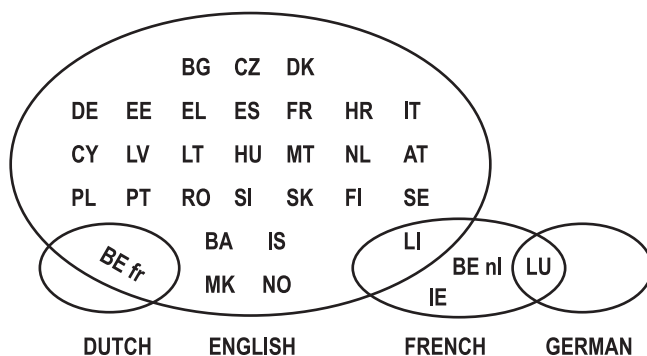 BG CZ DK
DE EE EL ES FR HR IT
CY LV LT HU MT NL AT
PL PT RO SI SK FI SE
BA IS LI
BE fr BE nl LU
MK NO IE
DUTCH ENGLISH FRENCH GERMAN